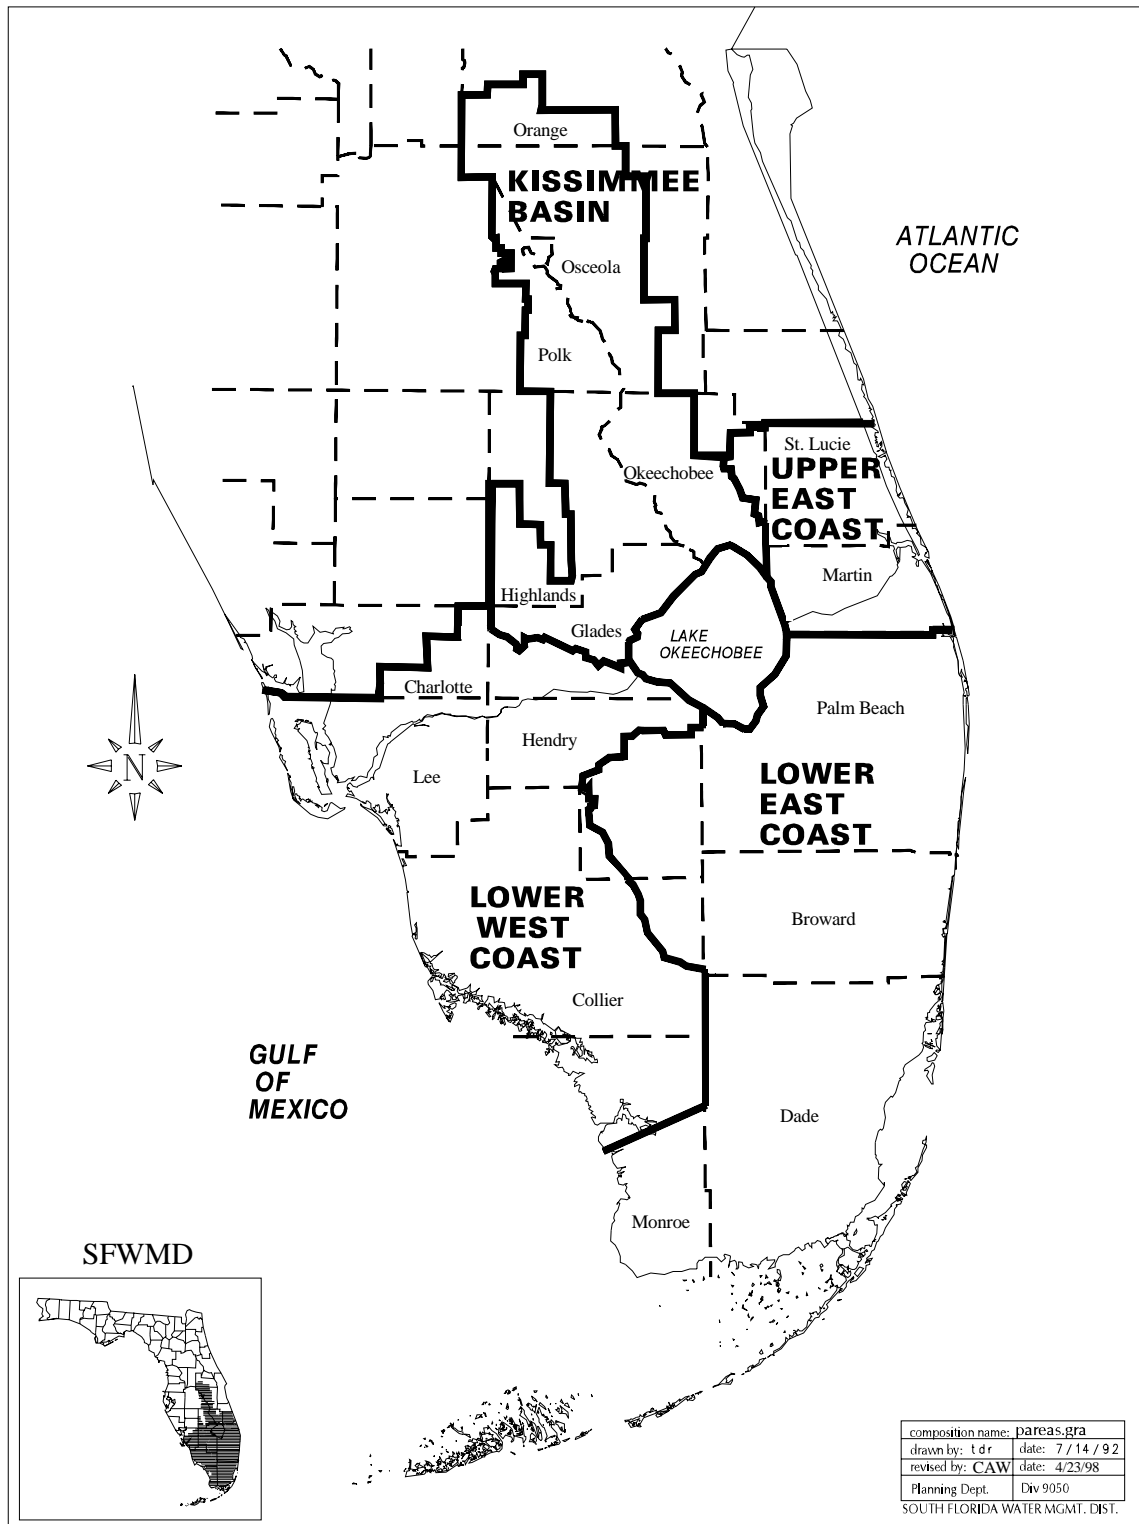 Orange
KISSIMMEE
BASIN
ATLANTIC
OCEAN
Osceola
Polk
St. Lucie
Okeechobee
UPPER
EAST
COAST
Martin
Highlands
Glades
LAKE
OKEECHOBEE
Charlotte
Palm Beach
Hendry
N
Lee
LOWER
EAST
COAST
LOWER
WEST
COAST
Broward
Collier
GULF
OF
MEXICO
Dade
Monroe
SFWMD
composition name: pareas.gra
drawn by: tdr date: 7/14/92
revised by: CAW date: 4/23/98
Planning Dept. Div 9050
SOUTH FLORIDA WATER MGMT. DIST.